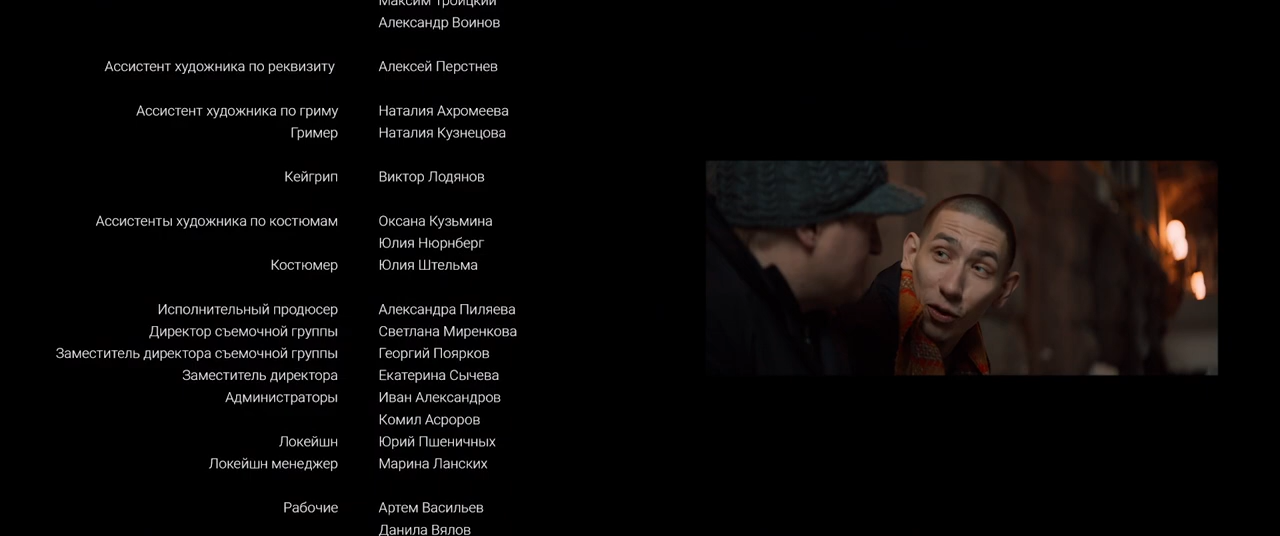 Максим Троицкий
Александр Воинов
Ассистент художника по реквизиту Алексей Перстнев
Ассистент художника по гриму Наталия Ахромеева
Гример Наталия Кузнецова
Кейгрип Виктор Лодянов
Ассистенты художника по костюмам Оксана Кузьмина
Юлия Нюрнберг
Костюмер Юлия Штельма
Исполнительный продюсер Александра Пиляева
Директор съемочной группы Светлана Миренкова
Заместитель директора съемочной группы Георгий Поярков
Заместитель директора Екатерина Сычева
Администраторы Иван Александров
Комил Асроров
Локейшн Юрий Пшеничных
Локейшн менеджер Марина Ланских
Рабочие Артем Васильев
Данила Вялов